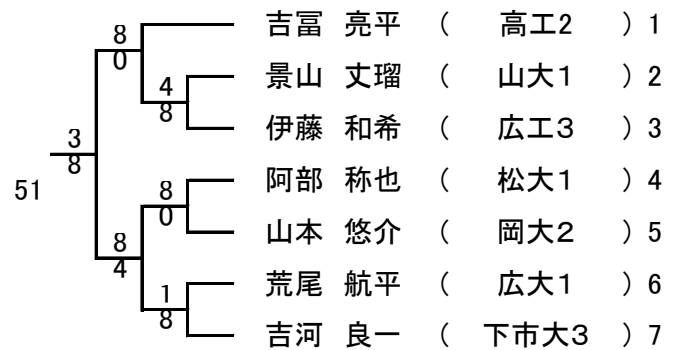 8
0
吉冨 亮平 ( 高工2 ) 1
景山 丈瑠 ( 山大1 ) 2
4
8
伊藤 和希 ( 広工3 ) 3
3
8
51
阿部 称也 ( 松大1 ) 4
8
0
山本 悠介 ( 岡大2 ) 5
8
4
荒尾 航平 ( 広大1 ) 6
1
8
吉河 良一 ( 下市大3 ) 7